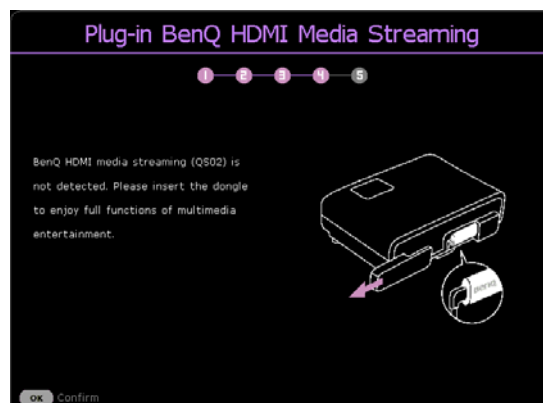 Plug-in BenQ HDMI Media Streaming
1 2 3 4 5
BenQ HDMI media streaming (QS02) is
not detected. Please insert the dongle
to enjoy full functions of multimedia
entertainment.
BenQ
OK Confirm